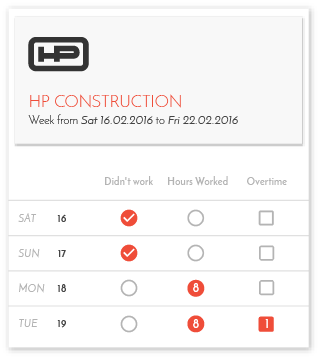 HP
HP CONSTRUCTION
Week from Sat 16.02.2016 to Fri 22.02.2016
Didn't work Hours Worked Overtime
SAT 16
SUN 17
MON 18 8
TUE 19 8 1